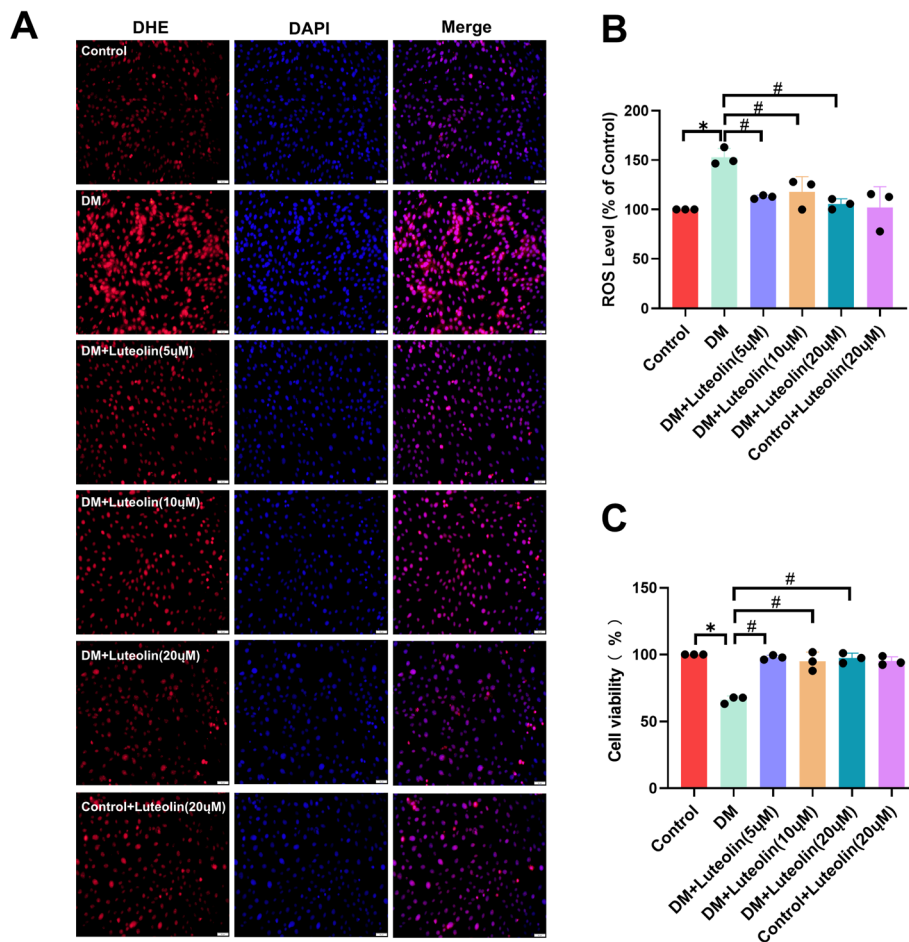 A
DHE DAPI Merge
Control
DM
DM+Luteolin(5uM)
DM+Luteolin(10uM)
DM+Luteolin(20uM)
Control+Luteolin(20uM)
B
ROS Level (% of Control)
200
150
100
50
0
*
#
#
#
Control
DM
DM+Luteolin(5uM)
DM+Luteolin(10uM)
DM+Luteolin(20uM)
Control+Luteolin(20uM)
C
Cell viability（ %）
150
100
50
0
*
#
#
#
Control
DM
DM+Luteolin(5uM)
DM+Luteolin(10uM)
DM+Luteolin(20uM)
Control+Luteolin(20uM)